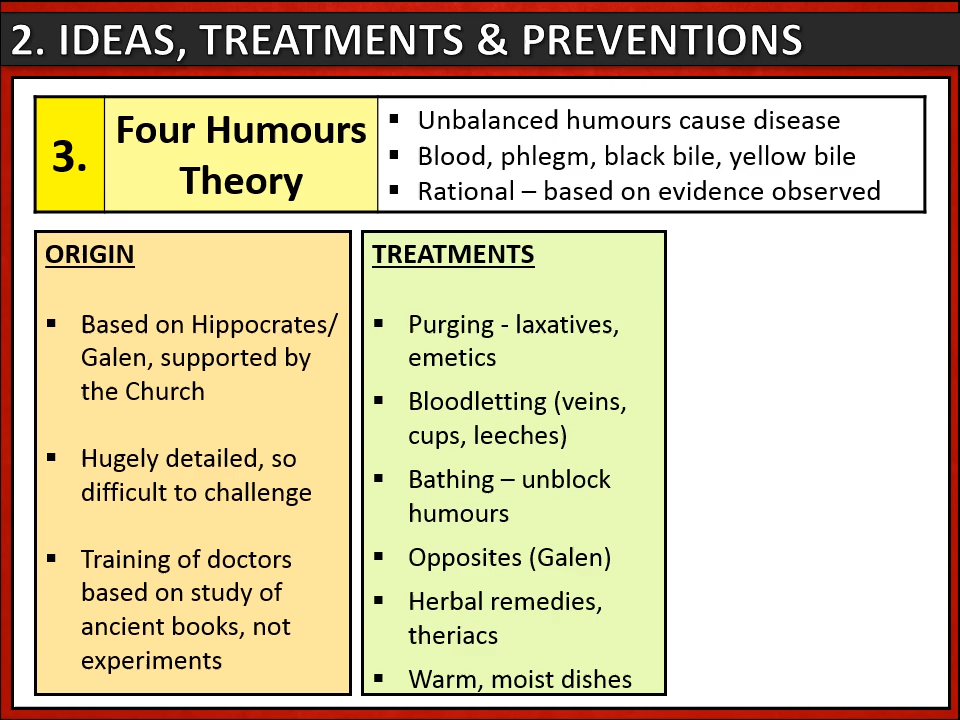 2. IDEAS, TREATMENTS & PREVENTIONS
3.
Four Humours
Theory
▪ Unbalanced humours cause disease
▪ Blood, phlegm, black bile, yellow bile
▪ Rational – based on evidence observed
ORIGIN
▪ Based on Hippocrates/
Galen, supported by
the Church
▪ Hugely detailed, so
difficult to challenge
▪ Training of doctors
based on study of
ancient books, not
experiments
TREATMENTS
▪ Purging - laxatives,
emetics
▪ Bloodletting (veins,
cups, leeches)
▪ Bathing – unblock
humours
▪ Opposites (Galen)
▪ Herbal remedies,
theriacs
▪ Warm, moist dishes